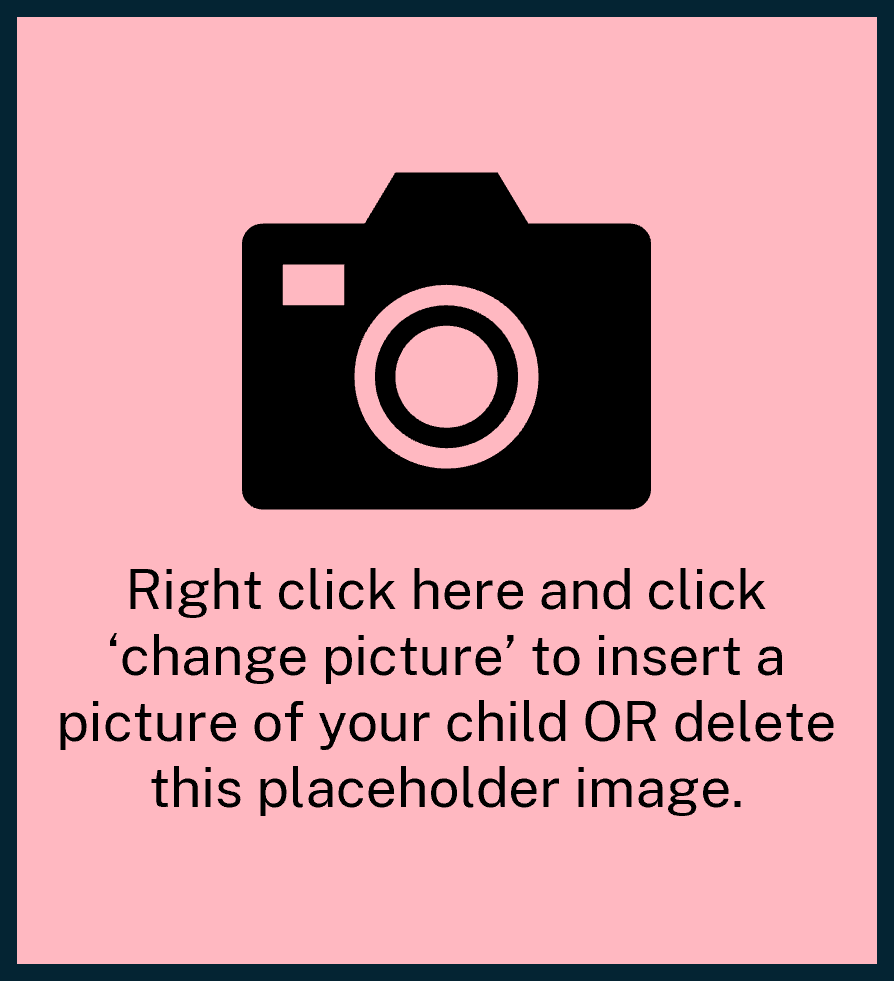 Right click here and click
‘change picture’ to insert a
picture of your child OR delete
this placeholder image.